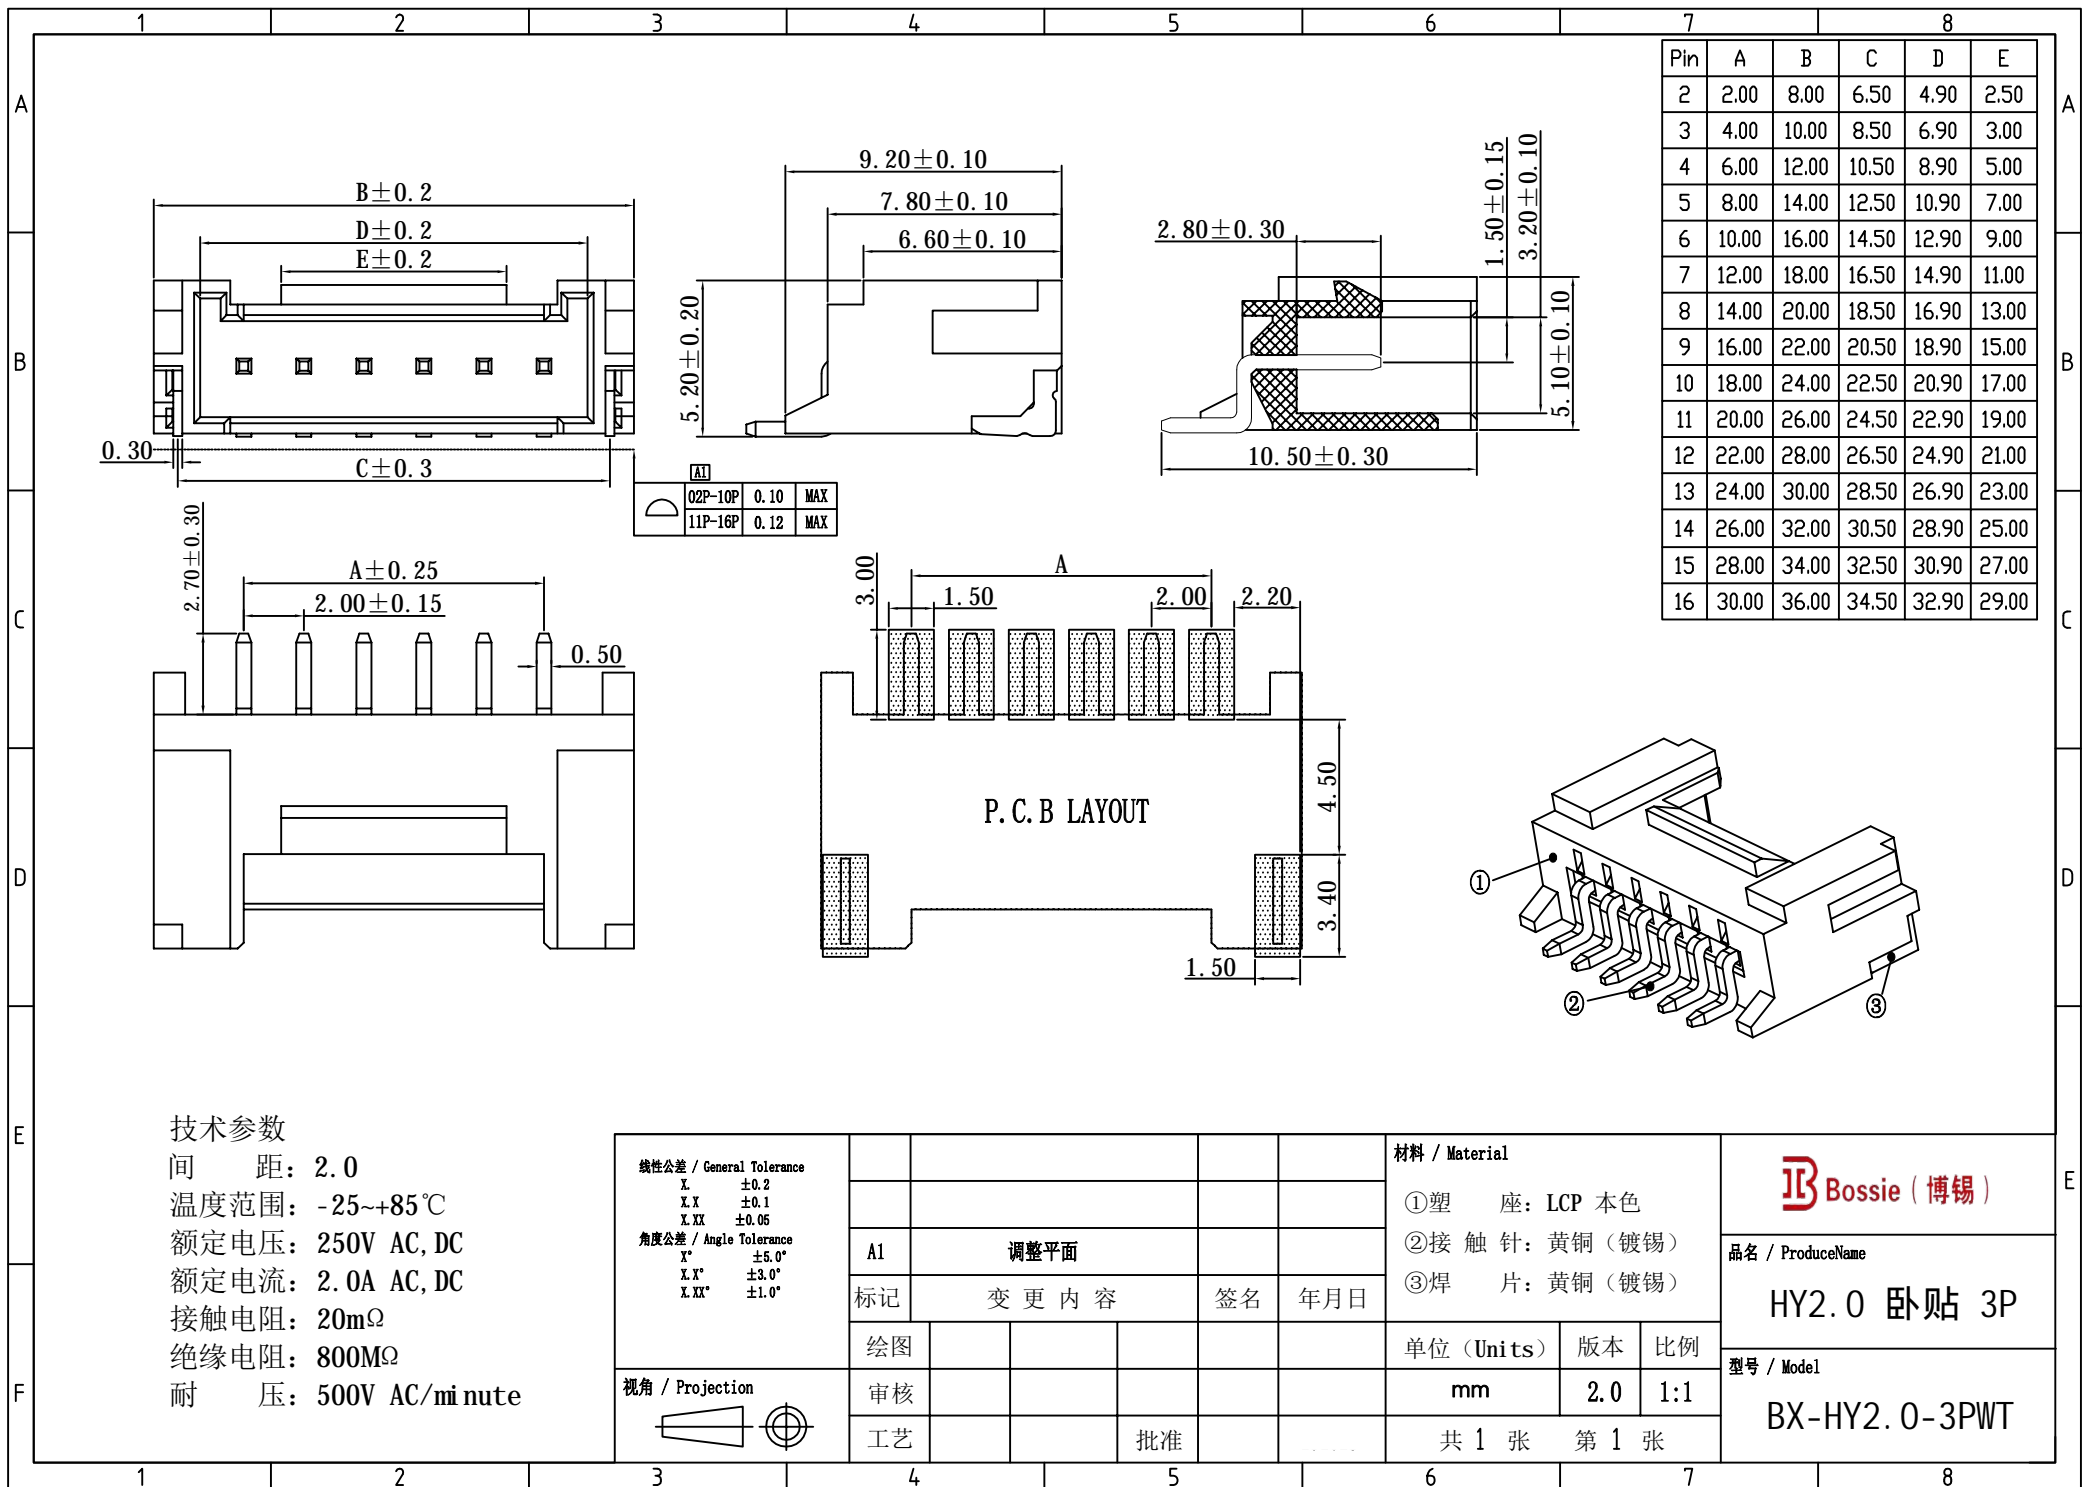 1 2 3 4 5 6 7 8
A
B
C
D
E
F
A
B
C
D
E
Pin A B C D E
2 2.00 8.00 6.50 4.90 2.50
3 4.00 10.00 8.50 6.90 3.00
4 6.00 12.00 10.50 8.90 5.00
5 8.00 14.00 12.50 10.90 7.00
6 10.00 16.00 14.50 12.90 9.00
7 12.00 18.00 16.50 14.90 11.00
8 14.00 20.00 18.50 16.90 13.00
9 16.00 22.00 20.50 18.90 15.00
10 18.00 24.00 22.50 20.90 17.00
11 20.00 26.00 24.50 22.90 19.00
12 22.00 28.00 26.50 24.90 21.00
13 24.00 30.00 28.50 26.90 23.00
14 26.00 32.00 30.50 28.90 25.00
15 28.00 34.00 32.50 30.90 27.00
16 30.00 36.00 34.50 32.90 29.00
B±0.2
D±0.2
E±0.2
0.30
C±0.3
9.20±0.10
7.80±0.10
6.60±0.10
5.20±0.20
2.80±0.30
1.50±0.15
3.20±0.10
5.10±0.10
10.50±0.30
A1
02P-10P 0.10 MAX
11P-16P 0.12 MAX
2.70±0.30
A±0.25
2.00±0.15
0.50
3.00
A
1.50
2.00
2.20
4.50
3.40
1.50
P.C.B LAYOUT
①
②
③
技术参数
间 距：2.0
温度范围：-25~+85℃
额定电压：250V AC,DC
额定电流：2.0A AC,DC
接触电阻：20mΩ
绝缘电阻：800MΩ
耐 压：500V AC/minute
线性公差 / General Tolerance
X. ±0.2
X.X ±0.1
X.XX ±0.05
角度公差 / Angle Tolerance
X° ±5.0°
X.X° ±3.0°
X.XX° ±1.0°
视角 / Projection
A1 调整平面
标记 变更内容 签名 年月日
绘图
审核
工艺 批准
材料 / Material
①塑 座：LCP 本色
②接触针：黄铜（镀锡）
③焊 片：黄铜（镀锡）
单位（Units） 版本 比例
mm 2.0 1:1
共 1 张 第 1 张
Bossie（博锡）
品名 / ProduceName
HY2.0 卧贴 3P
型号 / Model
BX-HY2.0-3PWT
1 2 3 4 5 6 7 8